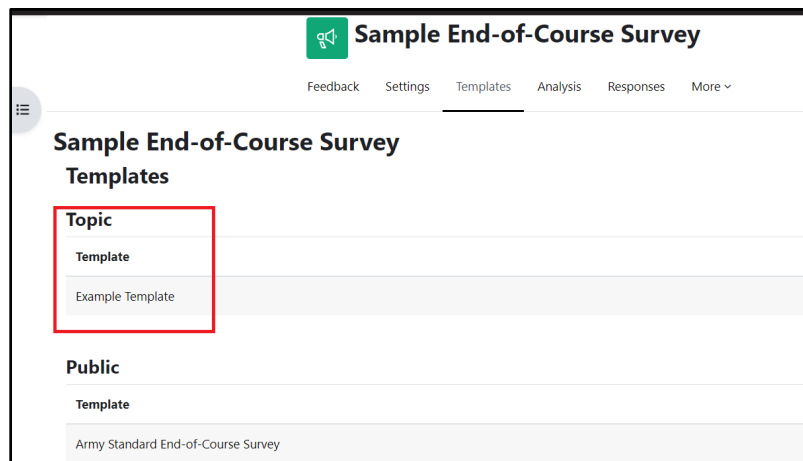 Sample End-of-Course Survey
Feedback Settings Templates Analysis Responses More
Sample End-of-Course Survey
Templates
Topic
Template
Example Template
Public
Template
Army Standard End-of-Course Survey